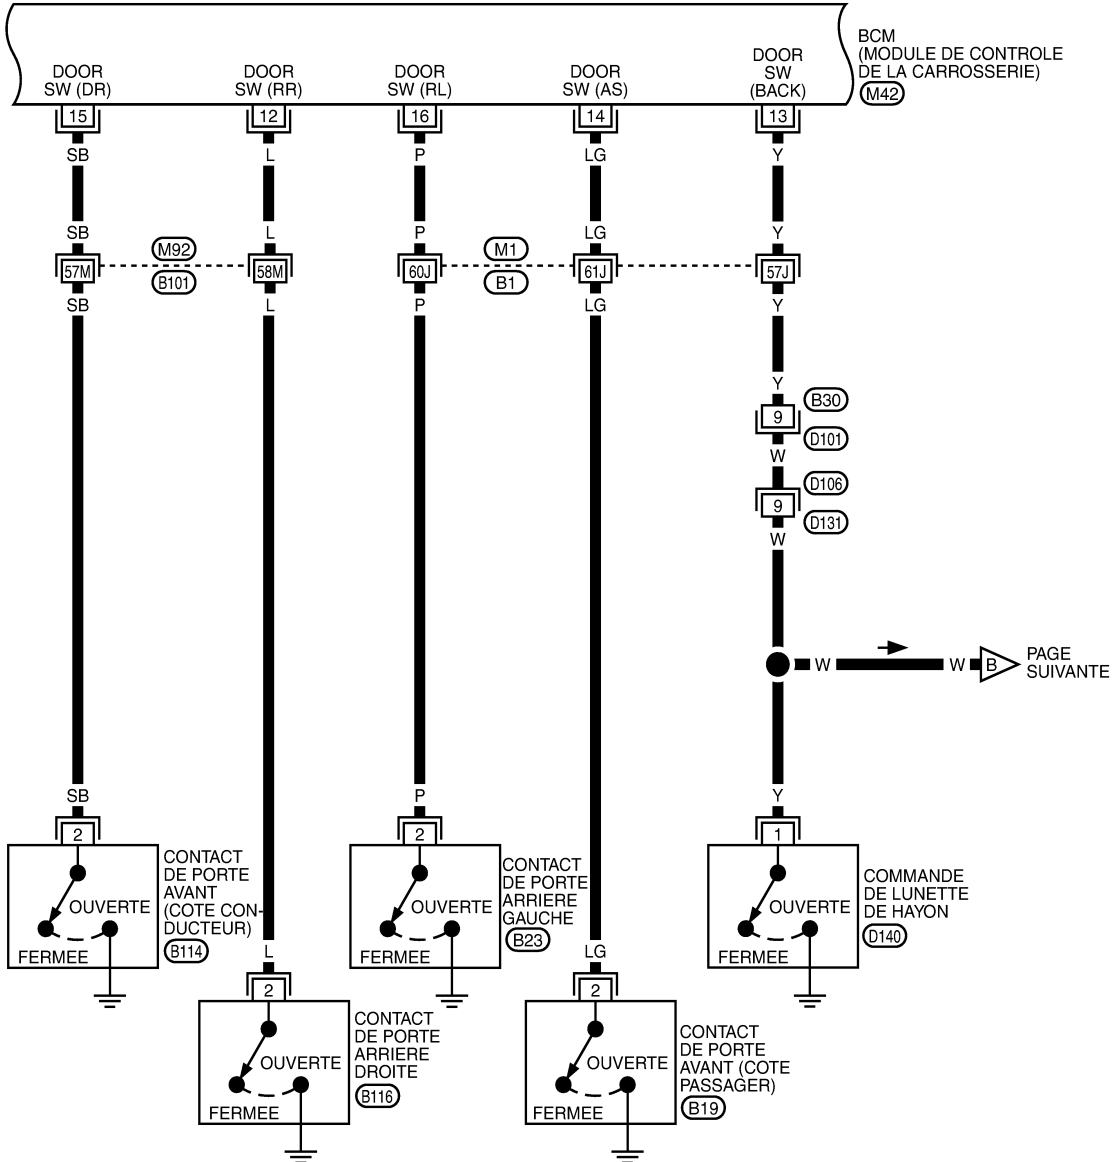 BCM
(MODULE DE CONTROLE
DE LA CARROSSERIE)
M42
DOOR
SW (DR)
DOOR
SW (RR)
DOOR
SW (RL)
DOOR
SW (AS)
DOOR
SW
(BACK)
15
12
16
14
13
SB
L
P
LG
Y
SB
L
P
LG
Y
M92
M1
57M
58M
60J
61J
57J
B101
B1
SB
L
P
LG
Y
Y
B30
9
D101
W
D106
9
D131
W
W
W
B
PAGE
SUIVANTE
SB
P
Y
2
2
1
CONTACT
DE PORTE
AVANT
(COTE CON-
DUCTEUR)
B114
OUVERTE
FERMEE
CONTACT
DE PORTE
ARRIERE
GAUCHE
B23
OUVERTE
FERMEE
COMMANDE
DE LUNETTE
DE HAYON
D140
OUVERTE
FERMEE
L
LG
2
2
CONTACT
DE PORTE
ARRIERE
DROITE
B116
OUVERTE
FERMEE
CONTACT
DE PORTE
AVANT (COTE
PASSAGER)
B19
OUVERTE
FERMEE